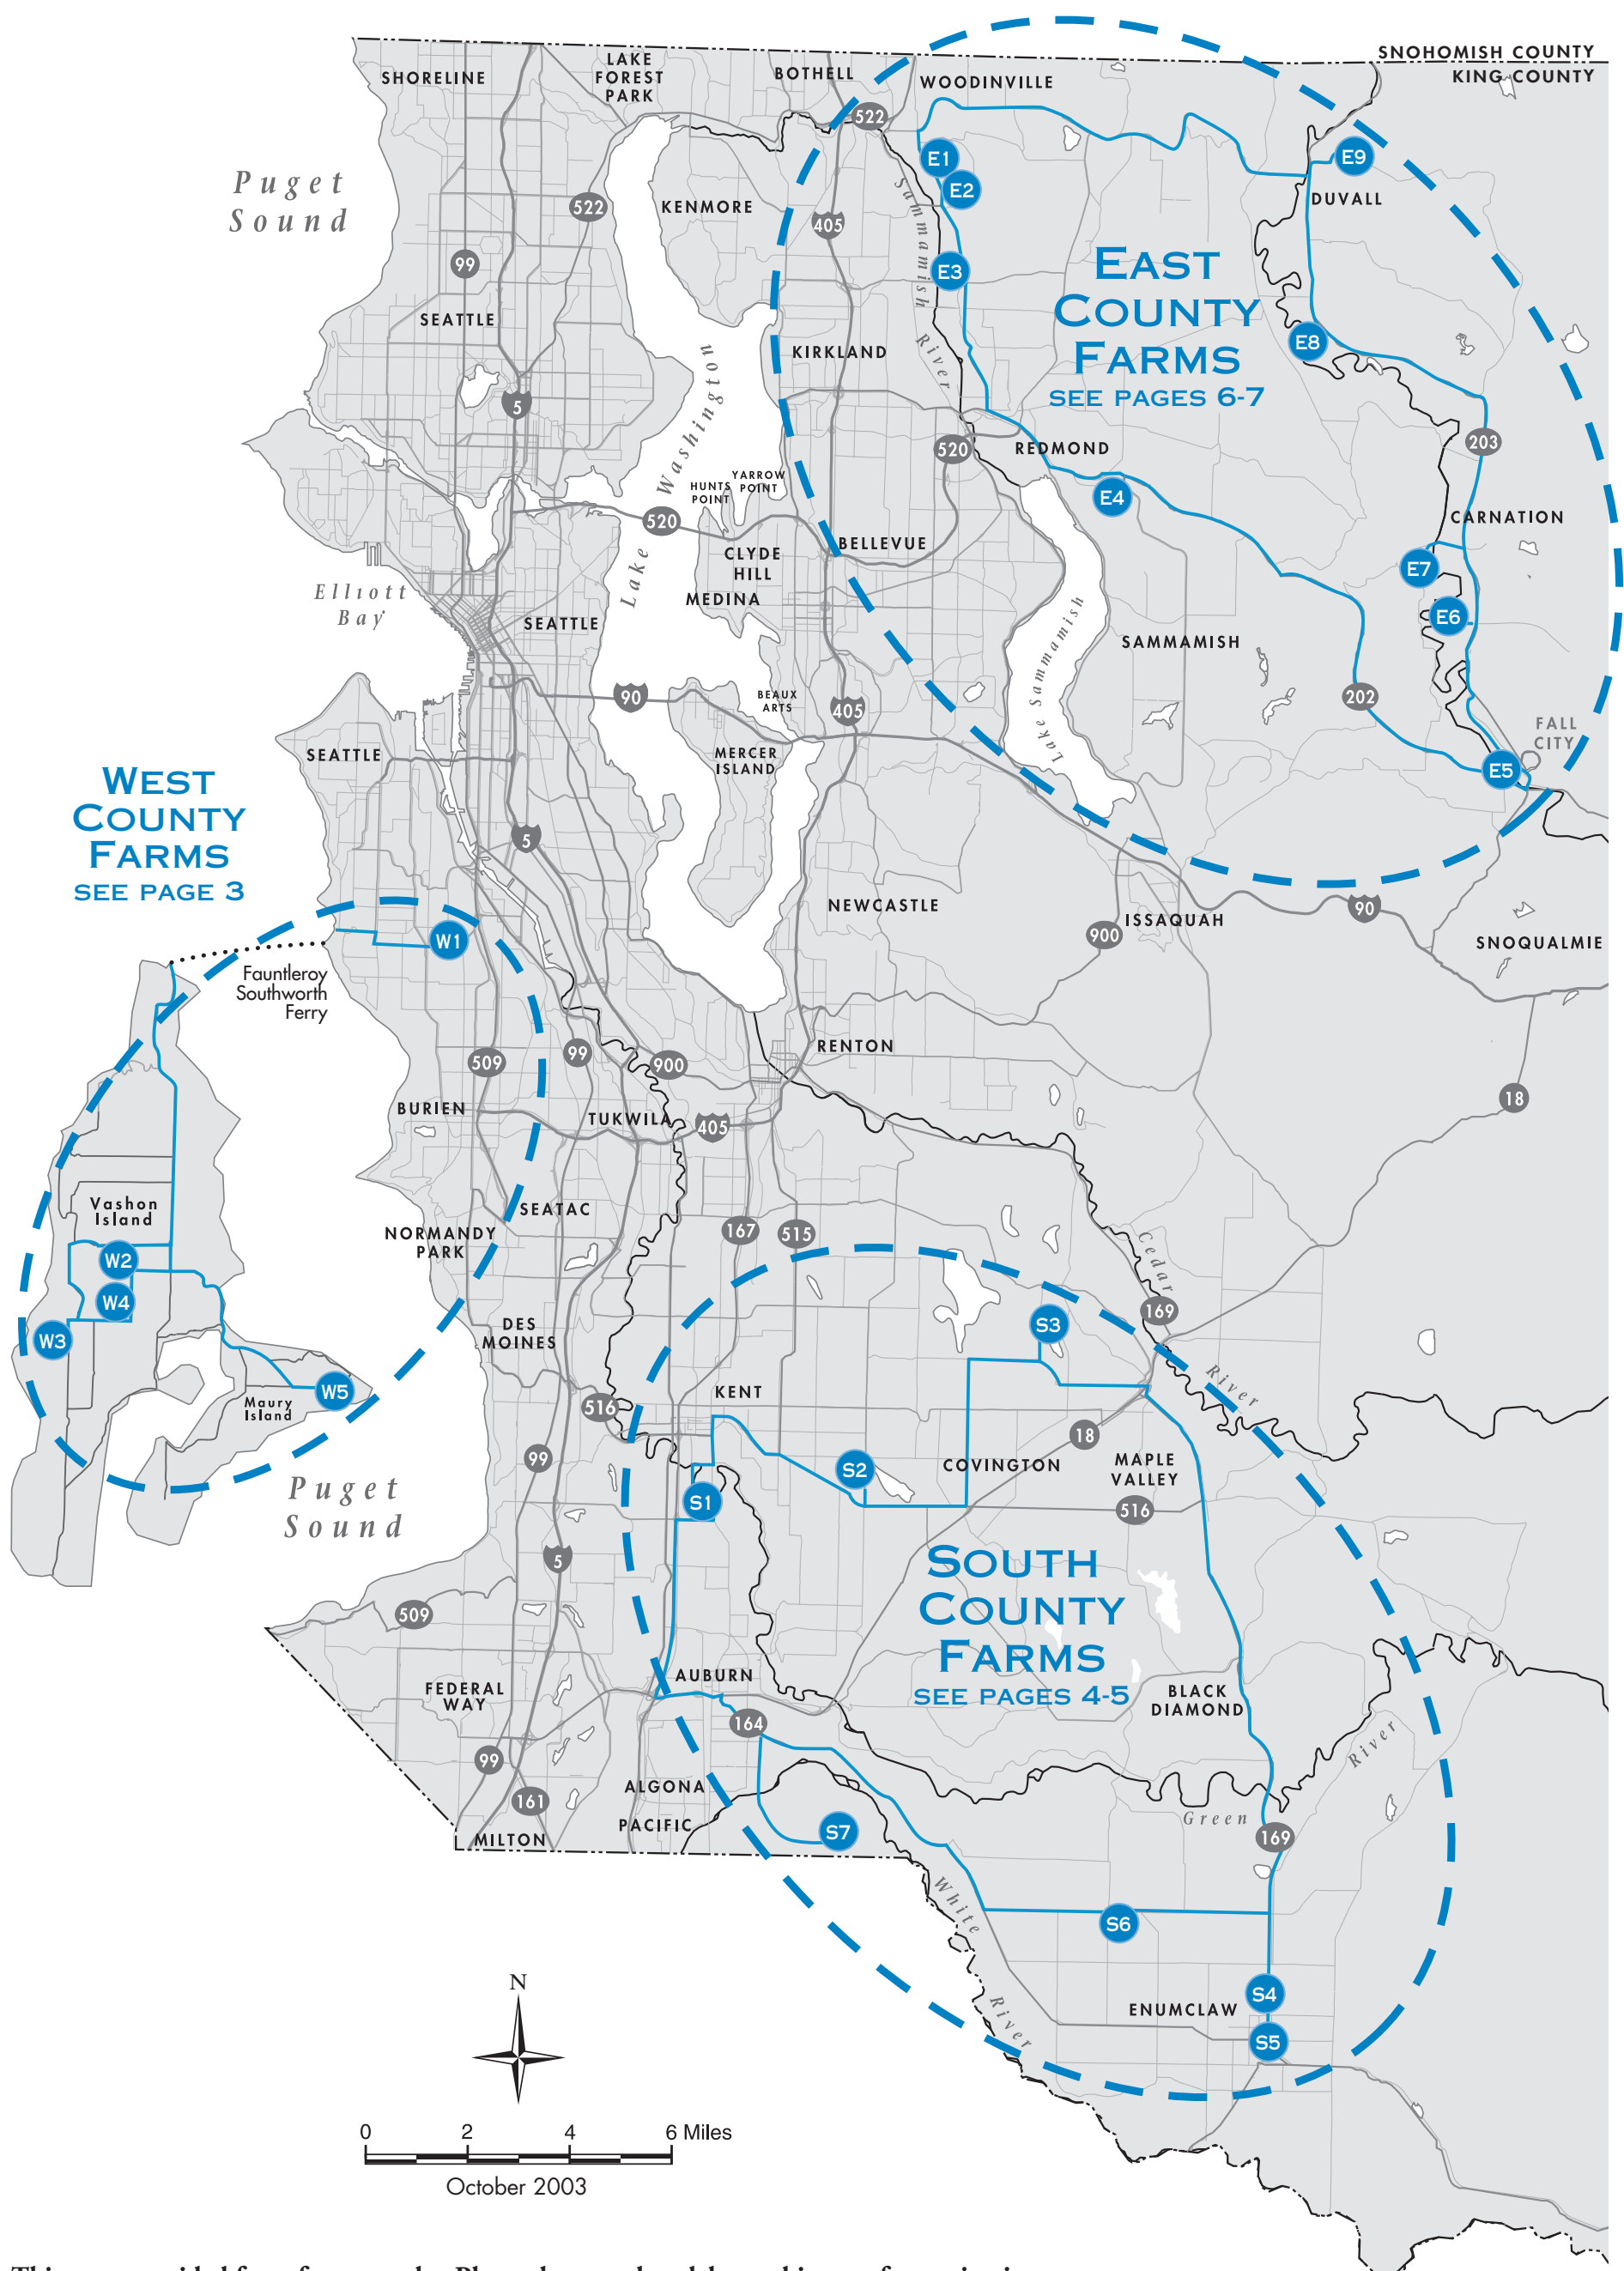 SNOHOMISH COUNTY
KING COUNTY
SHORELINE
LAKE
FOREST
PARK
BOTHELL
WOODINVILLE
522
E1
E2
E9
DUVALL
Puget
Sound
522
KENMORE
405
Sammamish
River
99
E3
EAST
COUNTY
FARMS
SEE PAGES 6-7
SEATTLE
E8
KIRKLAND
5
203
520
REDMOND
Lake Washington
YARROW
POINT
HUNTS
POINT
E4
520
CARNATION
BELLEVUE
CLYDE
HILL
E7
Elliott
Bay
MEDINA
SEATTLE
E6
SAMMAMISH
Lake Sammamish
90
BEAUX
ARTS
405
202
FALL
CITY
SEATTLE
MERCER
ISLAND
E5
WEST
COUNTY
FARMS
SEE PAGE 3
5
NEWCASTLE
90
ISSAQUAH
900
W1
SNOQUALMIE
Fauntleroy
Southworth
Ferry
RENTON
509
99
900
18
BURIEN
TUKWILA
405
Vashon
Island
SEATAC
NORMANDY
PARK
167
515
W2
W4
W3
Cedar
River
169
S3
DES
MOINES
W5
Maury
Island
KENT
516
18
99
S2
COVINGTON
MAPLE
VALLEY
Puget
Sound
S1
516
5
SOUTH
COUNTY
FARMS
SEE PAGES 4-5
509
AUBURN
FEDERAL
WAY
BLACK
DIAMOND
164
99
River
ALGONA
161
PACIFIC
Green
MILTON
S7
169
White
River
S6
N
S4
ENUMCLAW
S5
0 2 4 6 Miles
October 2003